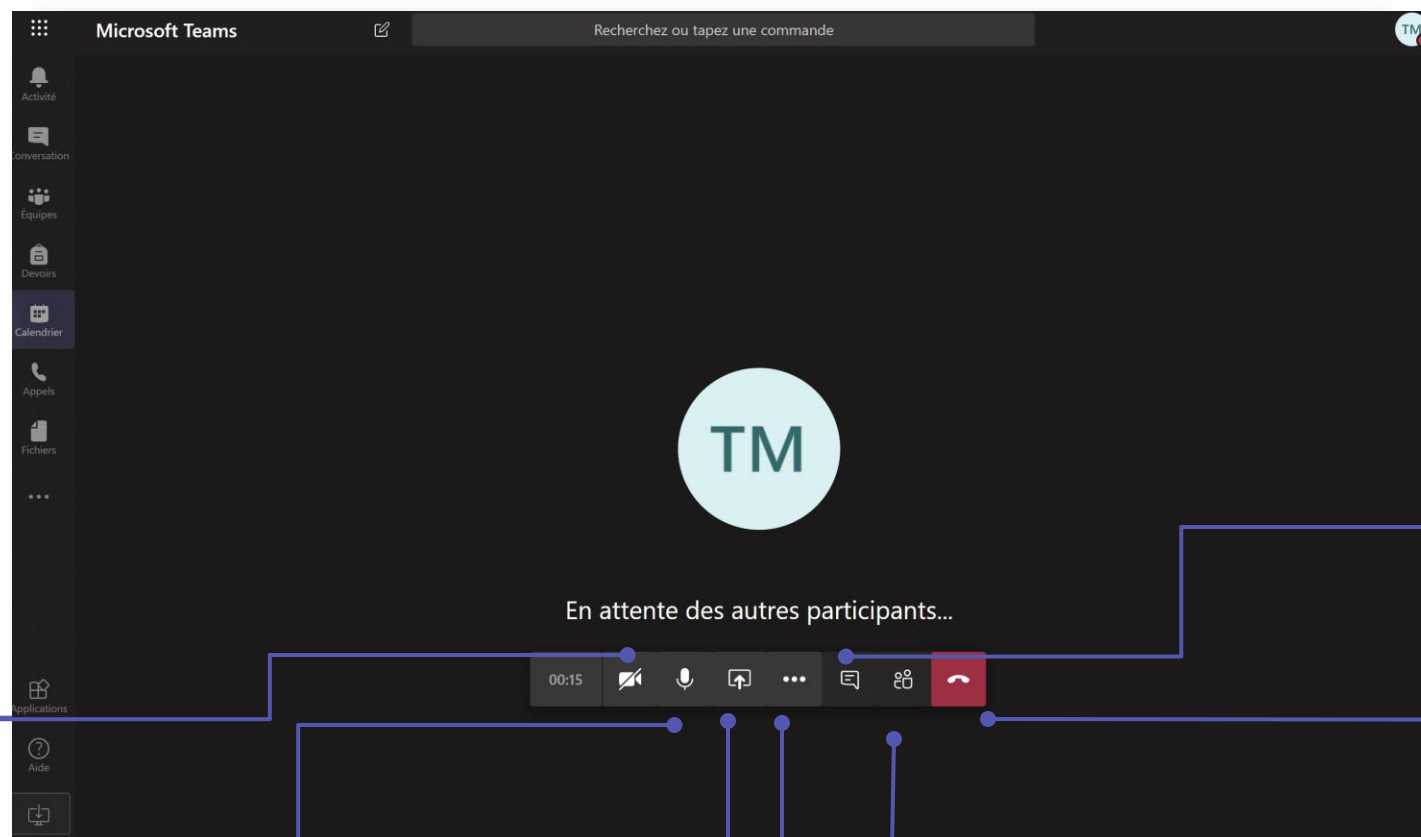 Microsoft Teams
Recherchez ou tapez une commande
TM
Activité
Conversation
Équipes
Devoirs
Calendrier
Appels
Fichiers
TM
En attente des autres participants...
00:15
Applications
Aide